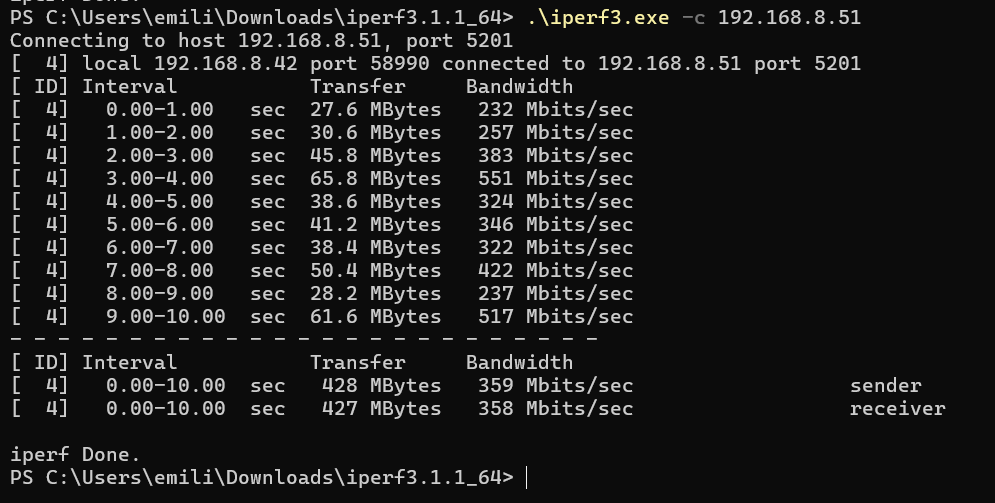 PS C:\Users\emili\Downloads\iperf3.1.1_64> .\iperf3.exe -c 192.168.8.51
Connecting to host 192.168.8.51, port 5201
[  4] local 192.168.8.42 port 58990 connected to 192.168.8.51 port 5201
[ ID] Interval           Transfer     Bandwidth
[  4]   0.00-1.00   sec  27.6 MBytes   232 Mbits/sec
[  4]   1.00-2.00   sec  30.6 MBytes   257 Mbits/sec
[  4]   2.00-3.00   sec  45.8 MBytes   383 Mbits/sec
[  4]   3.00-4.00   sec  65.8 MBytes   551 Mbits/sec
[  4]   4.00-5.00   sec  38.6 MBytes   324 Mbits/sec
[  4]   5.00-6.00   sec  41.2 MBytes   346 Mbits/sec
[  4]   6.00-7.00   sec  38.4 MBytes   322 Mbits/sec
[  4]   7.00-8.00   sec  50.4 MBytes   422 Mbits/sec
[  4]   8.00-9.00   sec  28.2 MBytes   237 Mbits/sec
[  4]   9.00-10.00  sec  61.6 MBytes   517 Mbits/sec
- - - - - - - - - - - - - - - - - - - - - - - - -
[ ID] Interval           Transfer     Bandwidth
[  4]   0.00-10.00  sec   428 MBytes   359 Mbits/sec                  sender
[  4]   0.00-10.00  sec   427 MBytes   358 Mbits/sec                  receiver
iperf Done.
PS C:\Users\emili\Downloads\iperf3.1.1_64>